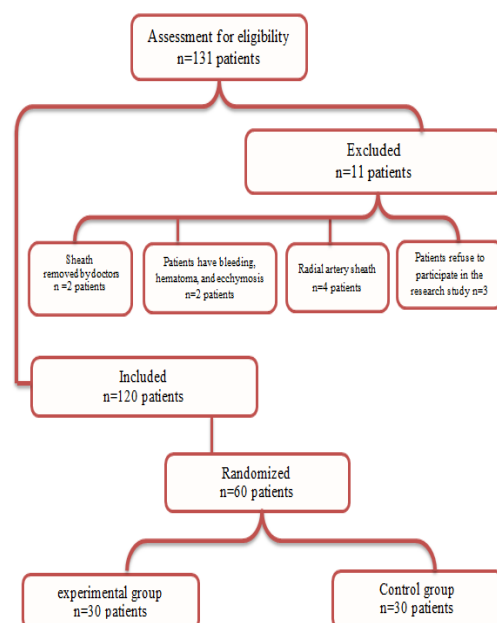 Assessment for eligibility
n=131 patients
Excluded
n=11 patients
Sheath
removed bydoctors
n =2 patients
Patients have bleeding,
hematoma, and ecchymosis
n=2 patients
Radial artery sheath
n=4 patients
Patients refuse to
participate in the
research study n=3
Included
n=120 patients
Randomized
n=60 patients
experimental group
n=30 patients
Control group
n=30 patients